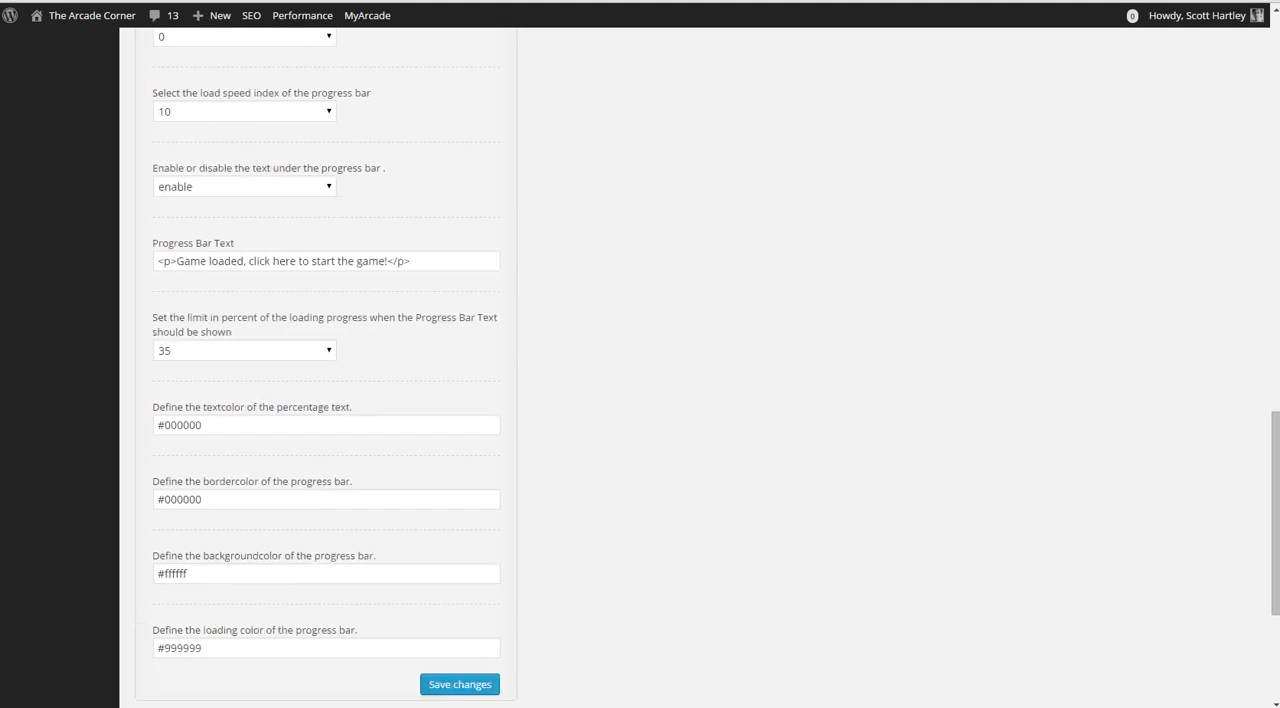 The Arcade Corner 13 New SEO Performance MyArcade 0 Howdy, Scott Hartley
0
Select the load speed index of the progress bar
10
Enable or disable the text under the progress bar .
enable
Progress Bar Text
<p>Game loaded, click here to start the game!</p>
Set the limit in percent of the loading progress when the Progress Bar Text
should be shown
35
Define the textcolor of the percentage text.
#000000
Define the bordercolor of the progress bar.
#000000
Define the backgroundcolor of the progress bar.
#ffffff
Define the loading color of the progress bar.
#999999
Save changes